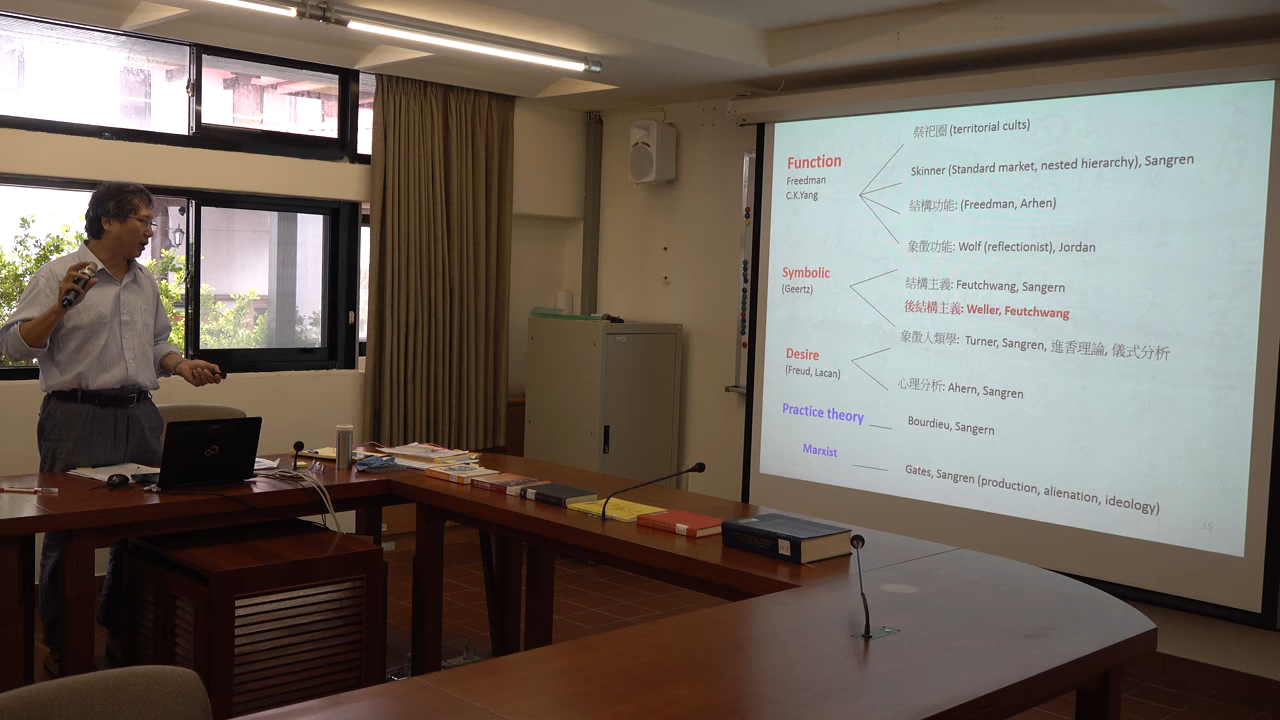 祭祀圈 (territorial cults)
Function
Freedman
C.K.Yang
Skinner (Standard market, nested hierarchy), Sangren
結構功能: (Freedman, Arhen)
象徵功能: Wolf (reflectionist), Jordan
Symbolic
(Geertz)
結構主義: Feutchwang, Sangern
後結構主義: Weller, Feutchwang
象徵人類學: Turner, Sangren, 進香理論, 儀式分析
Desire
(Freud, Lacan)
心理分析: Ahern, Sangren
Practice theory
Bourdieu, Sangern
Marxist
Gates, Sangren (production, alienation, ideology)
15